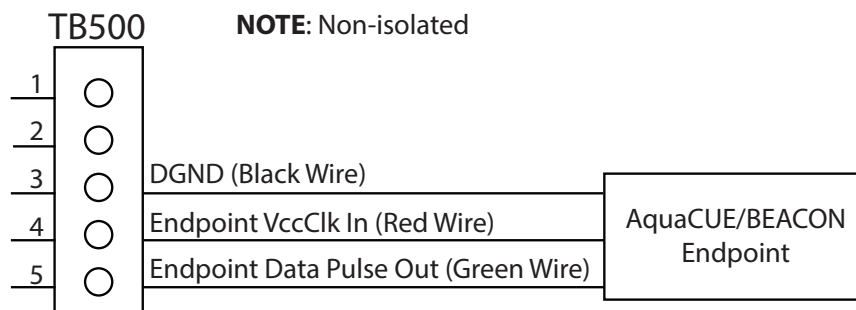 TB500
NOTE: Non-isolated
1
2
3
DGND (Black Wire)
4
Endpoint VccClk In (Red Wire)
5
Endpoint Data Pulse Out (Green Wire)
AquaCUE/BEACON
Endpoint